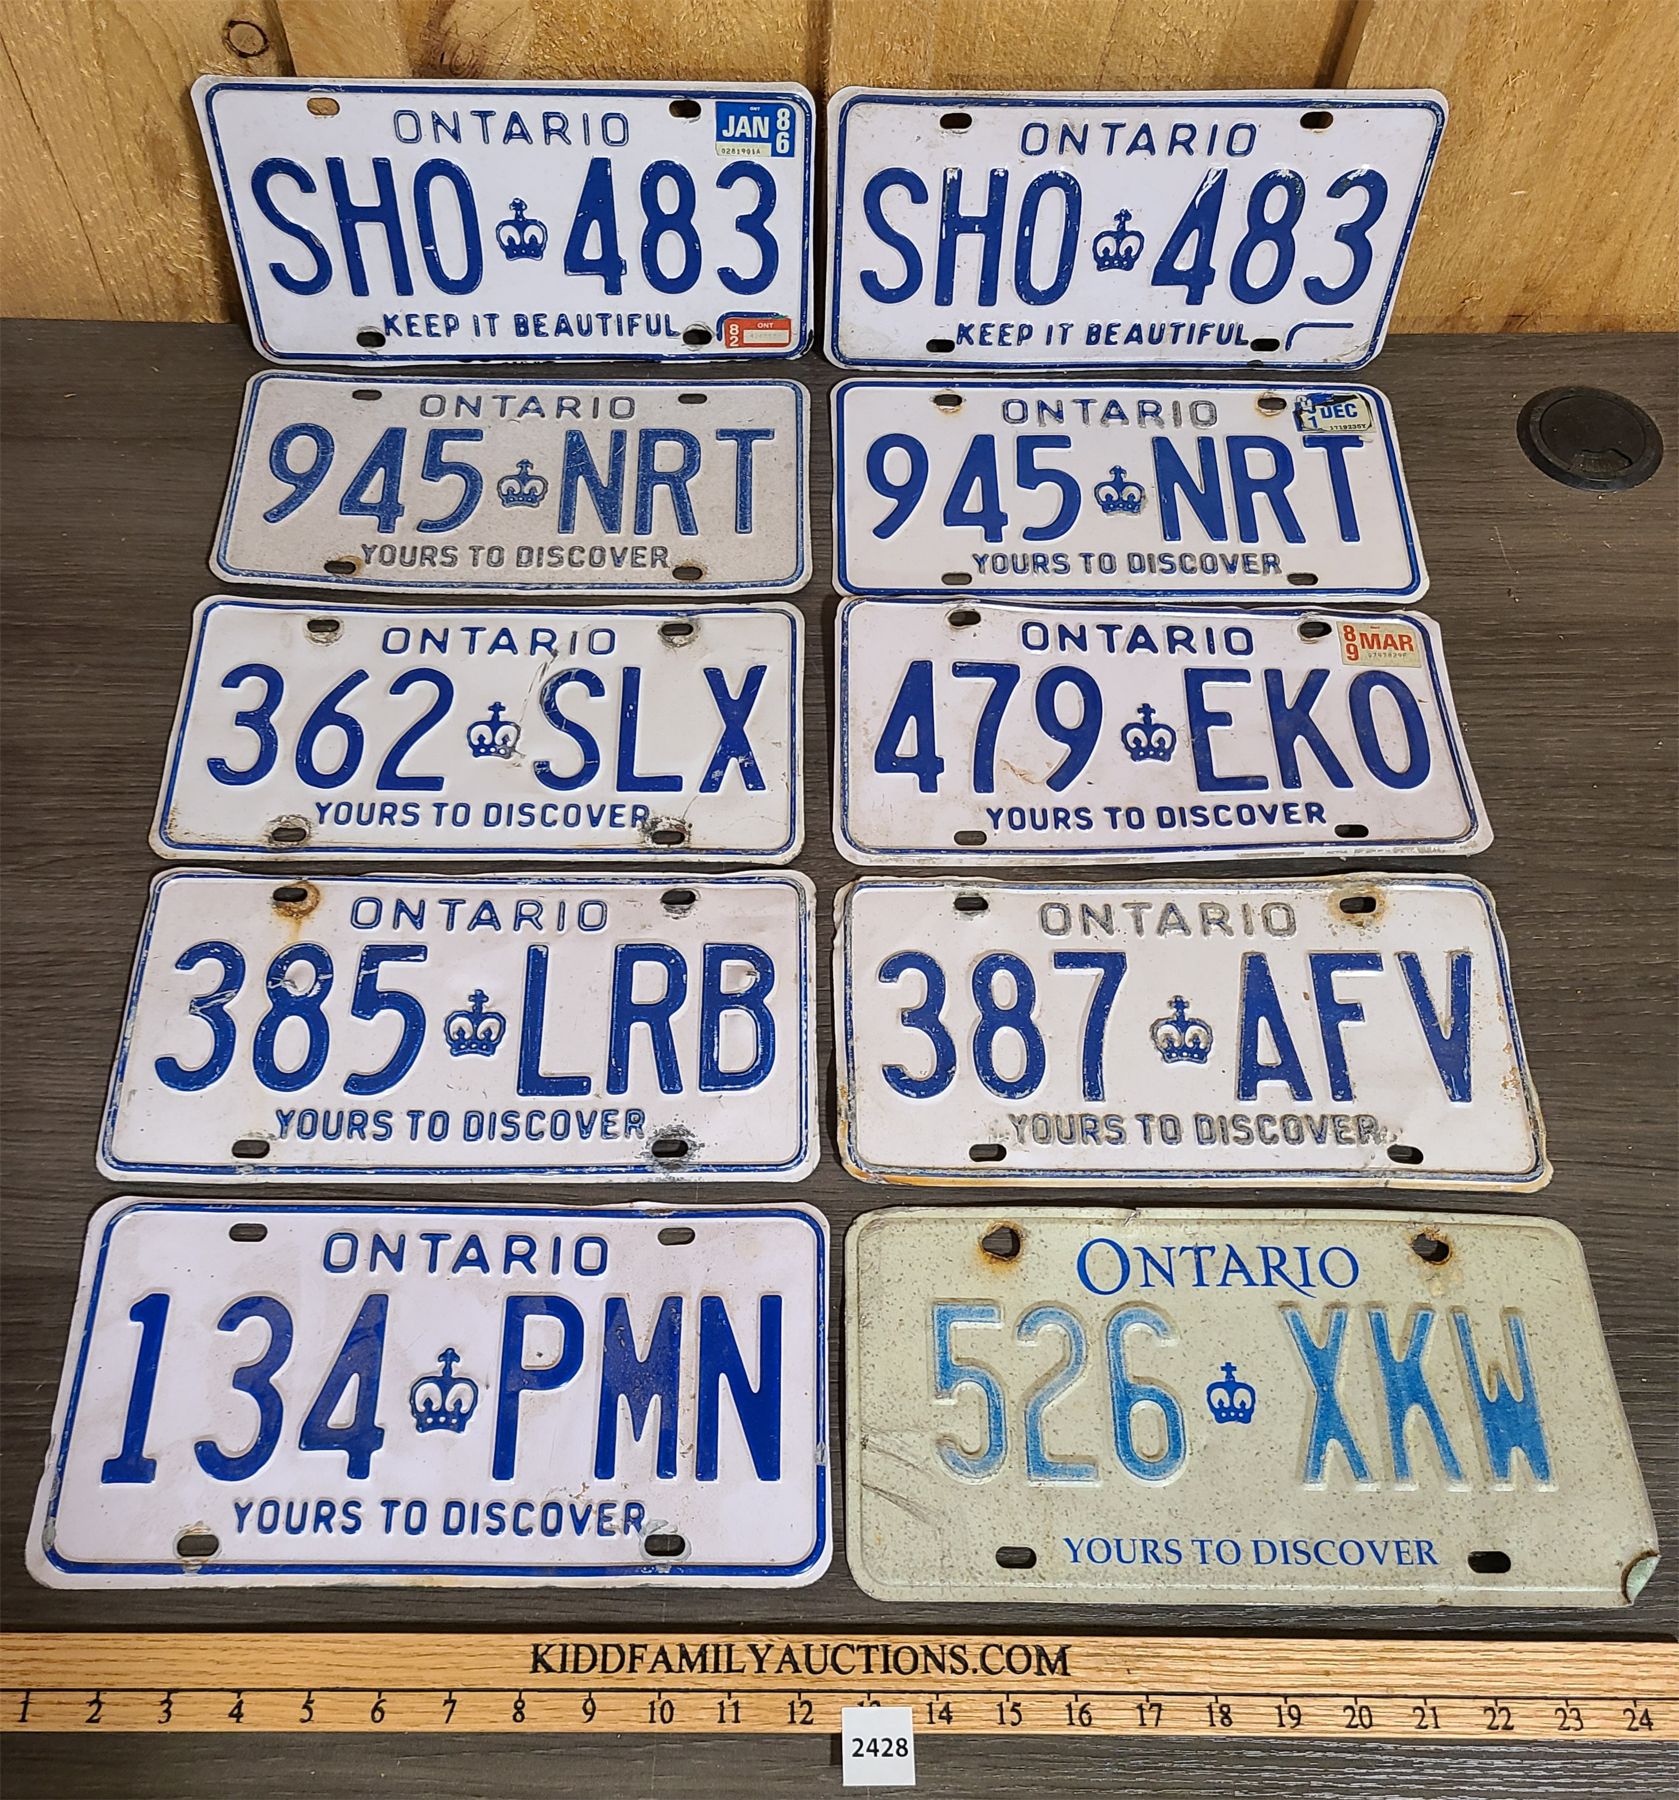 ONTARIO
ONT
JAN 86
0281901A
SHO 483
KEEP IT BEAUTIFUL
82 ONT
ONTARIO
SHO 483
KEEP IT BEAUTIFUL
ONTARIO
945 NRT
YOURS TO DISCOVER
ONTARIO
DEC
1719235Y
945 NRT
YOURS TO DISCOVER
ONTARIO
362 SLX
YOURS TO DISCOVER
ONTARIO
89 MAR
479 EKO
YOURS TO DISCOVER
ONTARIO
385 LRB
YOURS TO DISCOVER
ONTARIO
387 AFV
YOURS TO DISCOVER
ONTARIO
134 PMN
YOURS TO DISCOVER
ONTARIO
526 XKW
YOURS TO DISCOVER
KIDDFAMILYAUCTIONS.COM
1 2 3 4 5 6 7 8 9 10 11 12 13 14 15 16 17 18 19 20 21 22 23 24
2428